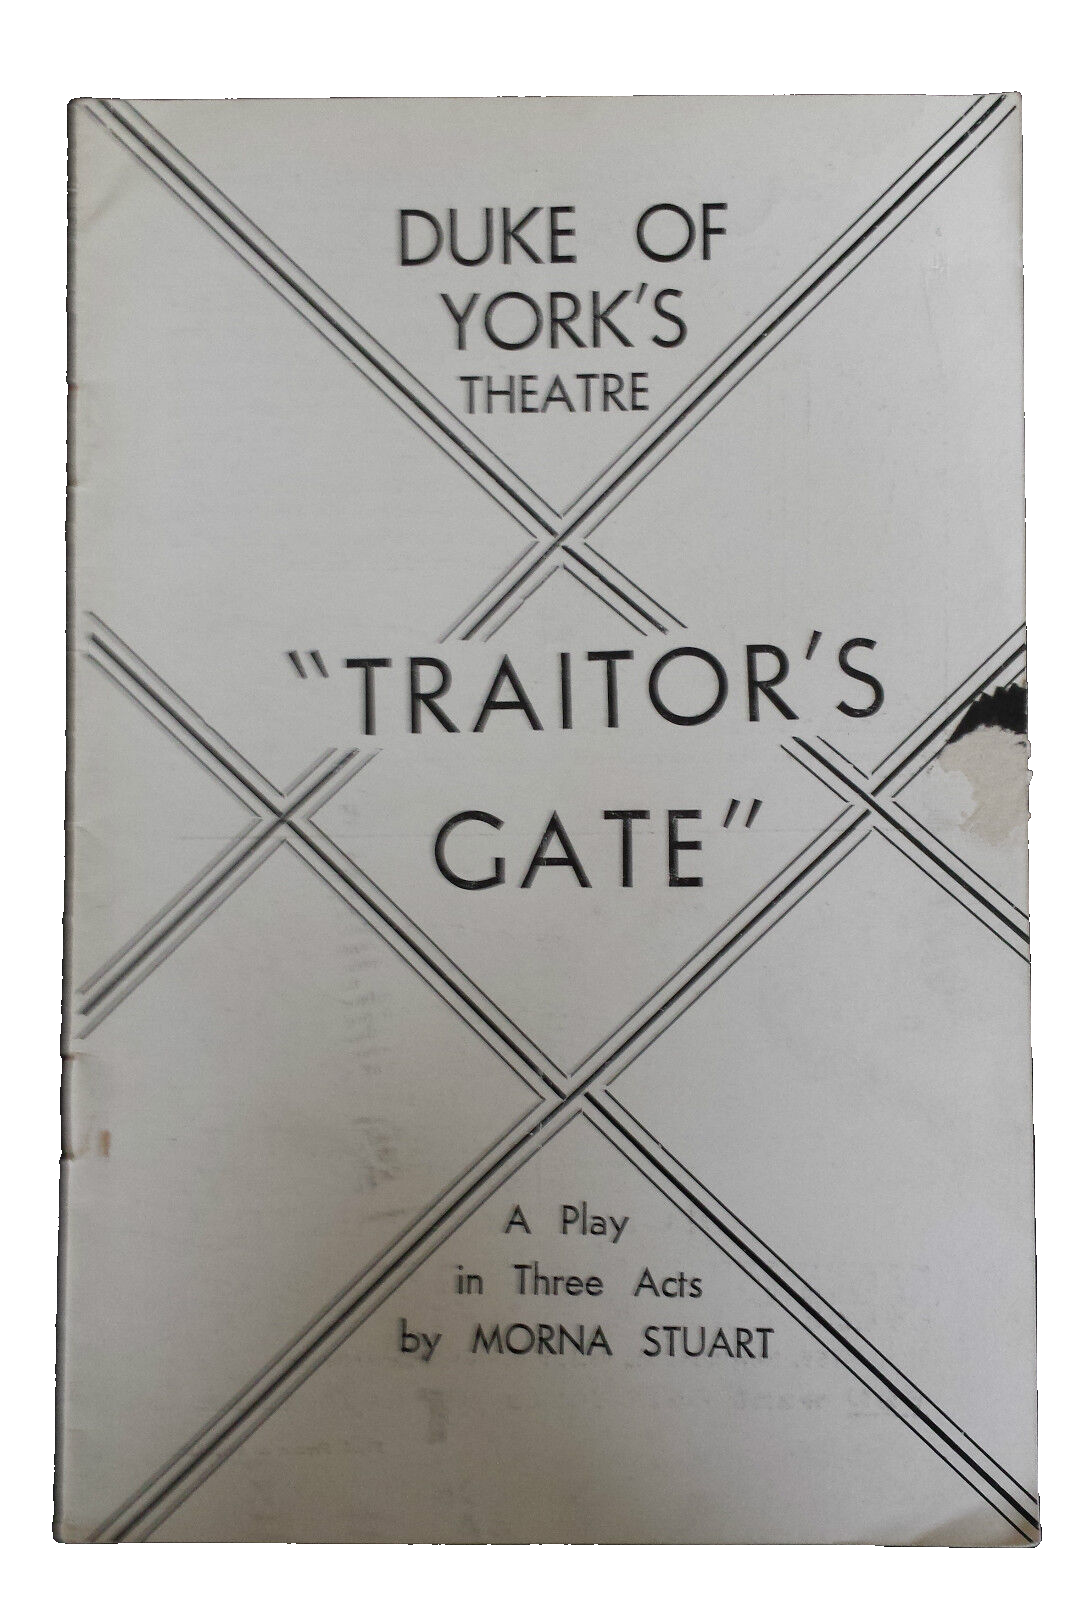 DUKE OF
YORK'S
THEATRE
"TRAITOR'S
GATE"
A Play
in Three Acts
by MORNA STUART